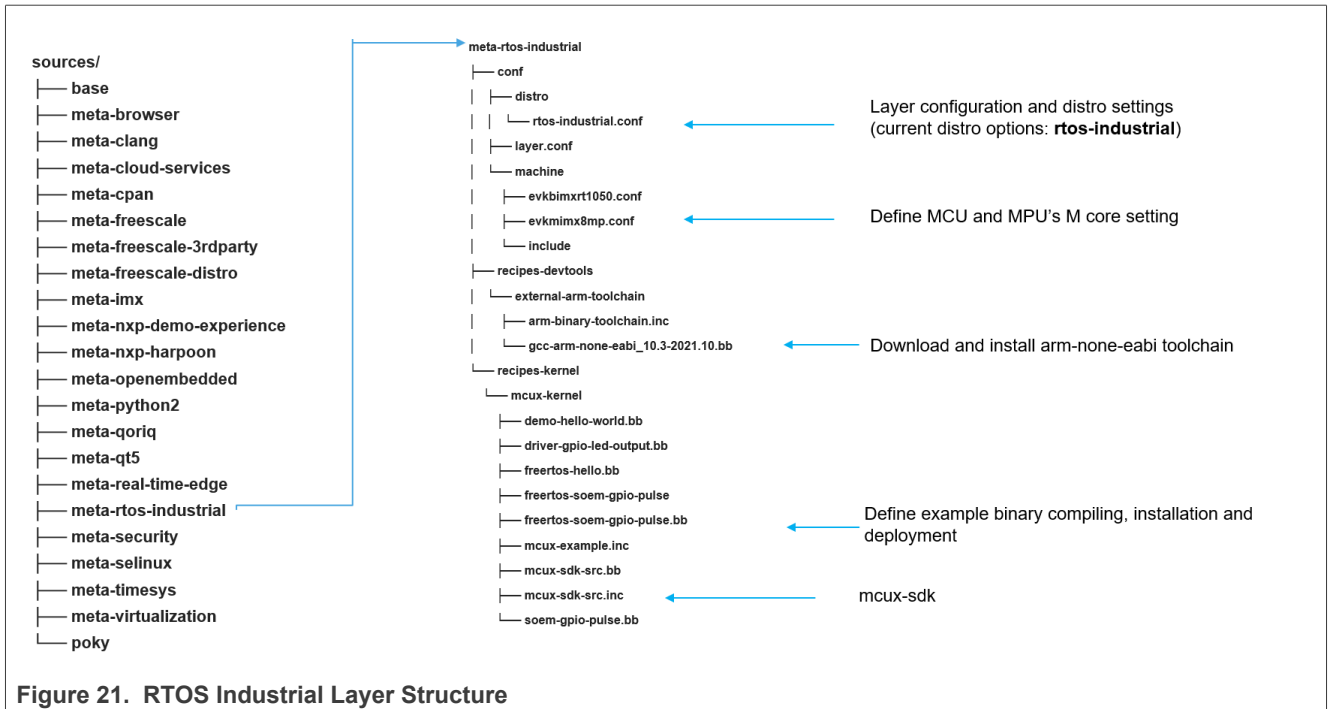 sources/
├── base
├── meta-browser
├── meta-clang
├── meta-cloud-services
├── meta-cpan
├── meta-freescale
├── meta-freescale-3rdparty
├── meta-freescale-distro
├── meta-imx
├── meta-nxp-demo-experience
├── meta-nxp-harpoon
├── meta-openembedded
├── meta-python2
├── meta-qoriq
├── meta-qt5
├── meta-real-time-edge
├── meta-rtos-industrial
├── meta-security
├── meta-selinux
├── meta-timesys
├── meta-virtualization
└── poky
meta-rtos-industrial
├── conf
│   ├── distro
│   │   └── rtos-industrial.conf
│   ├── layer.conf
│   └── machine
│       ├── evkbimxrt1050.conf
│       ├── evkmimx8mp.conf
│       └── include
├── recipes-devtools
│   └── external-arm-toolchain
│       ├── arm-binary-toolchain.inc
│       └── gcc-arm-none-eabi_10.3-2021.10.bb
└── recipes-kernel
    └── mcux-kernel
        ├── demo-hello-world.bb
        ├── driver-gpio-led-output.bb
        ├── freertos-hello.bb
        ├── freertos-soem-gpio-pulse
        ├── freertos-soem-gpio-pulse.bb
        ├── mcux-example.inc
        ├── mcux-sdk-src.bb
        ├── mcux-sdk-src.inc
        └── soem-gpio-pulse.bb
Layer configuration and distro settings
(current distro options: rtos-industrial)
Define MCU and MPU's M core setting
Download and install arm-none-eabi toolchain
Define example binary compiling, installation and
deployment
mcux-sdk
Figure 21. RTOS Industrial Layer Structure